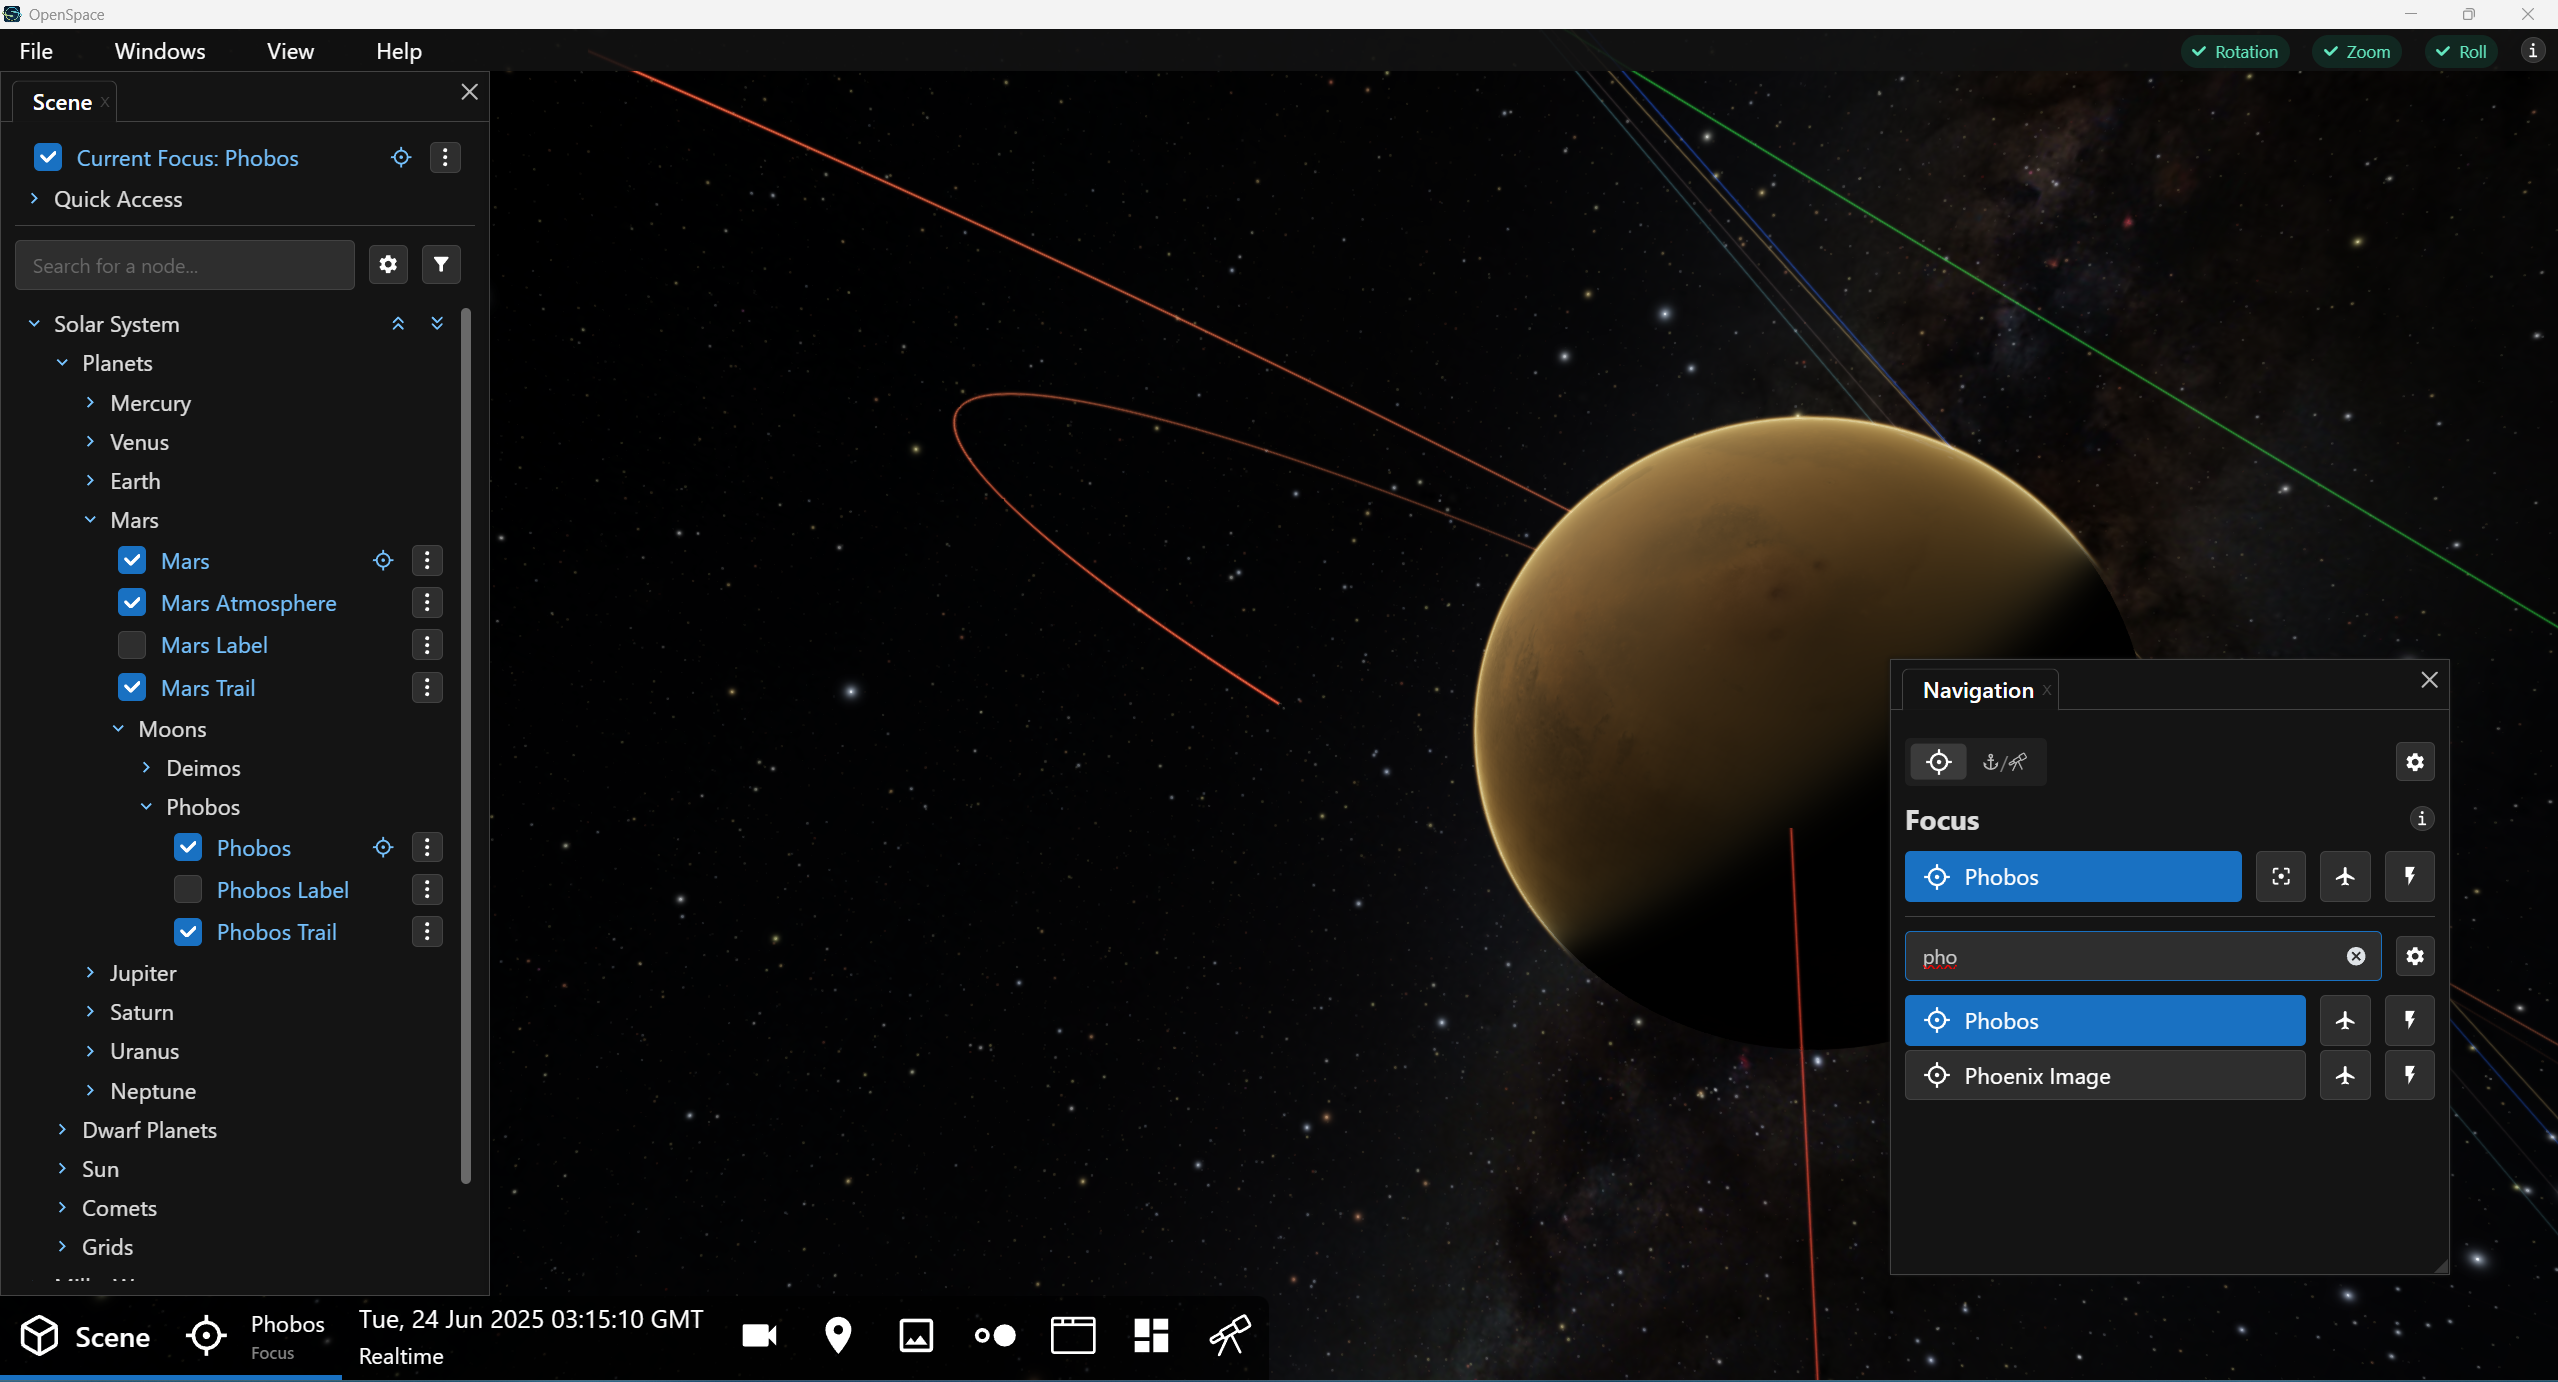 OpenSpace
File Windows View Help
Rotation Zoom Roll
Scene
Current Focus: Phobos
Quick Access
Search for a node...
Solar System
Planets
Mercury
Venus
Earth
Mars
Mars
Mars Atmosphere
Mars Label
Mars Trail
Moons
Deimos
Phobos
Phobos
Phobos Label
Phobos Trail
Jupiter
Saturn
Uranus
Neptune
Dwarf Planets
Sun
Comets
Grids
Navigation
Focus
Phobos
pho
Phobos
Phoenix Image
Scene
Phobos
Focus
Tue, 24 Jun 2025 03:15:10 GMT
Realtime